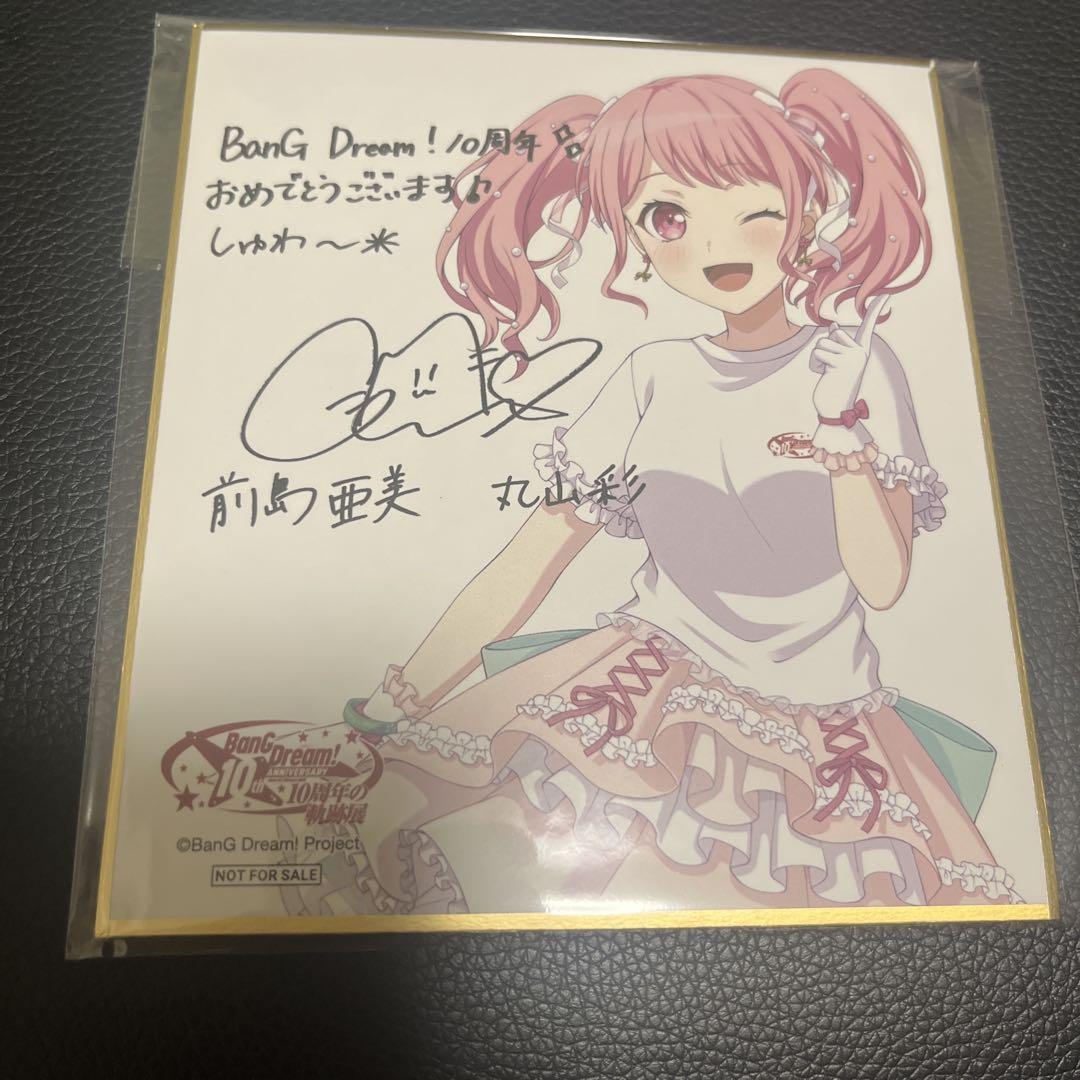 BanG Dream！10周年
おめでとうございます♪
しゅわ～＊
前島亜美 丸山彩
BanG Dream!
10th ANNIVERSARY
10周年の
軌跡展
©BanG Dream! Project
NOT FOR SALE